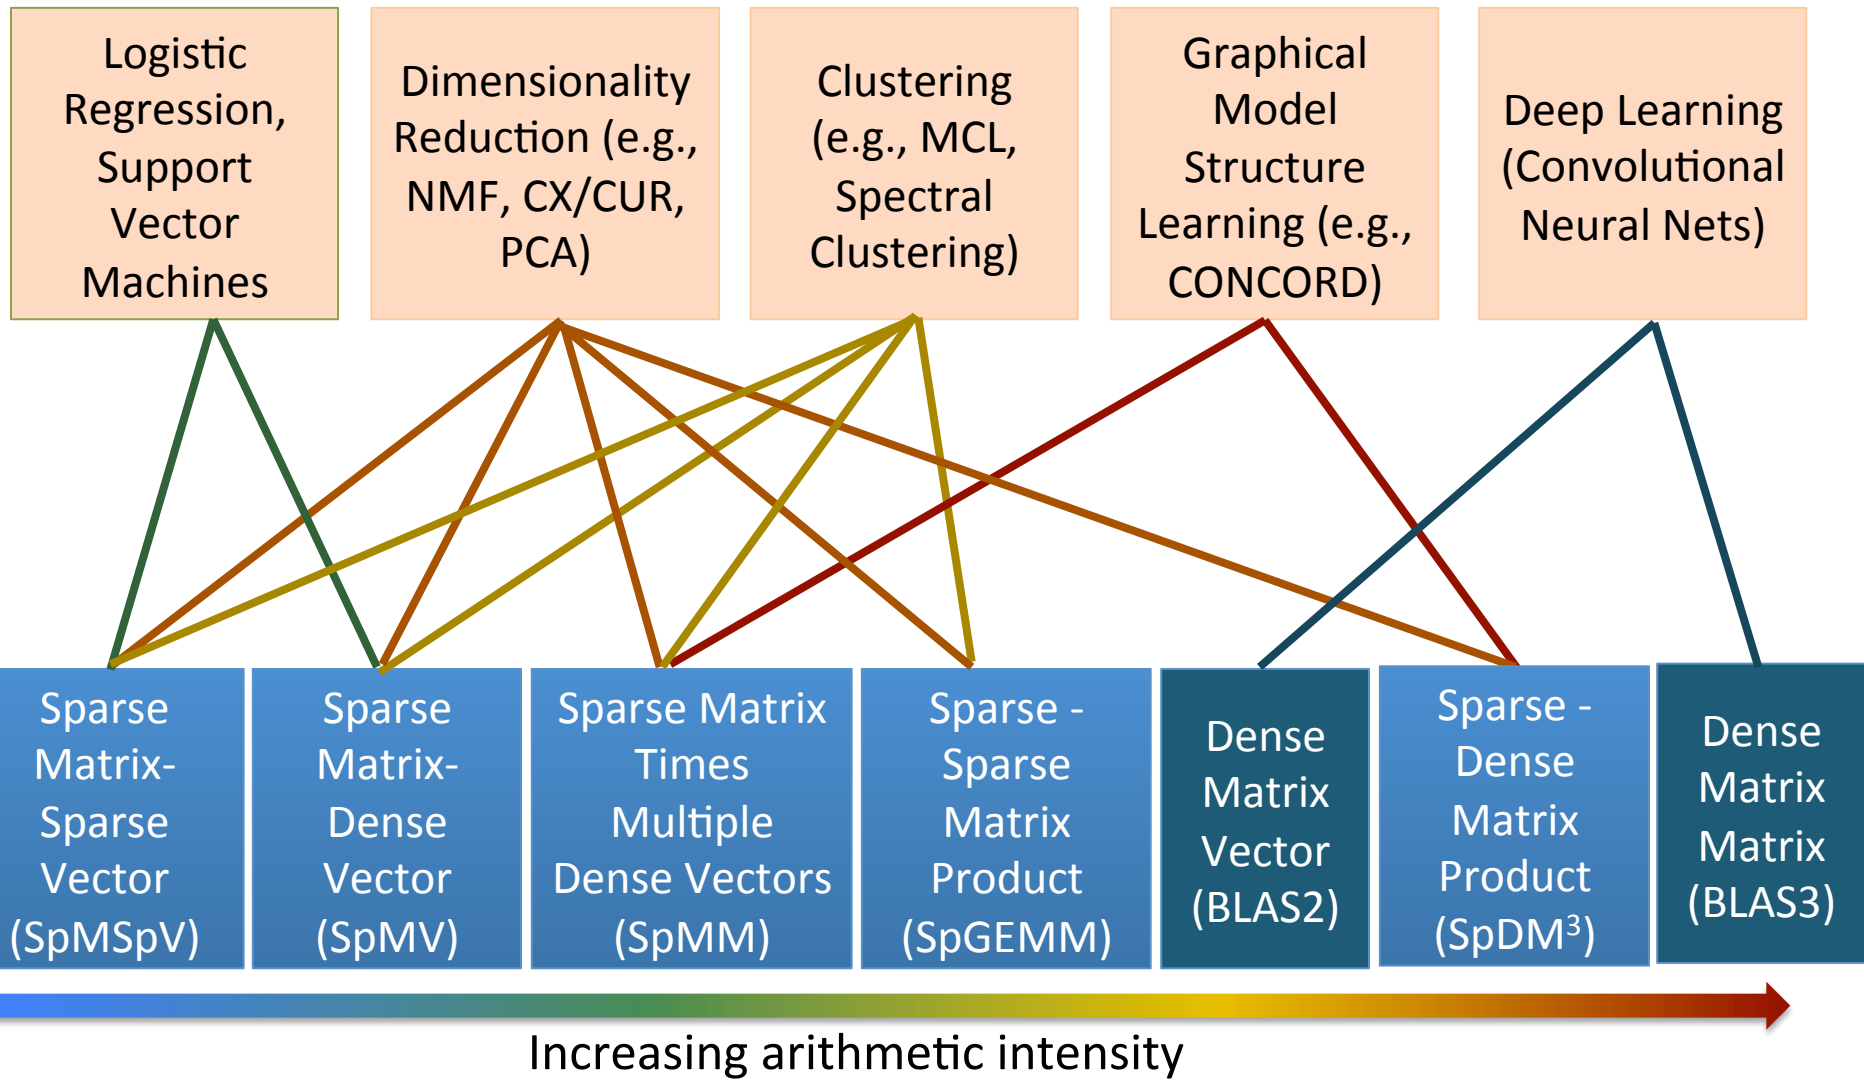 Logistic
Regression,
Support
Vector
Machines
Dimensionality
Reduction (e.g.,
NMF, CX/CUR,
PCA)
Clustering
(e.g., MCL,
Spectral
Clustering)
Graphical
Model
Structure
Learning (e.g.,
CONCORD)
Deep Learning
(Convolutional
Neural Nets)
Sparse
Matrix-
Sparse
Vector
(SpMSpV)
Sparse
Matrix-
Dense
Vector
(SpMV)
Sparse Matrix
Times
Multiple
Dense Vectors
(SpMM)
Sparse -
Sparse
Matrix
Product
(SpGEMM)
Dense
Matrix
Vector
(BLAS2)
Sparse -
Dense
Matrix
Product
(SpDM³)
Dense
Matrix
Matrix
(BLAS3)
Increasing arithmetic intensity